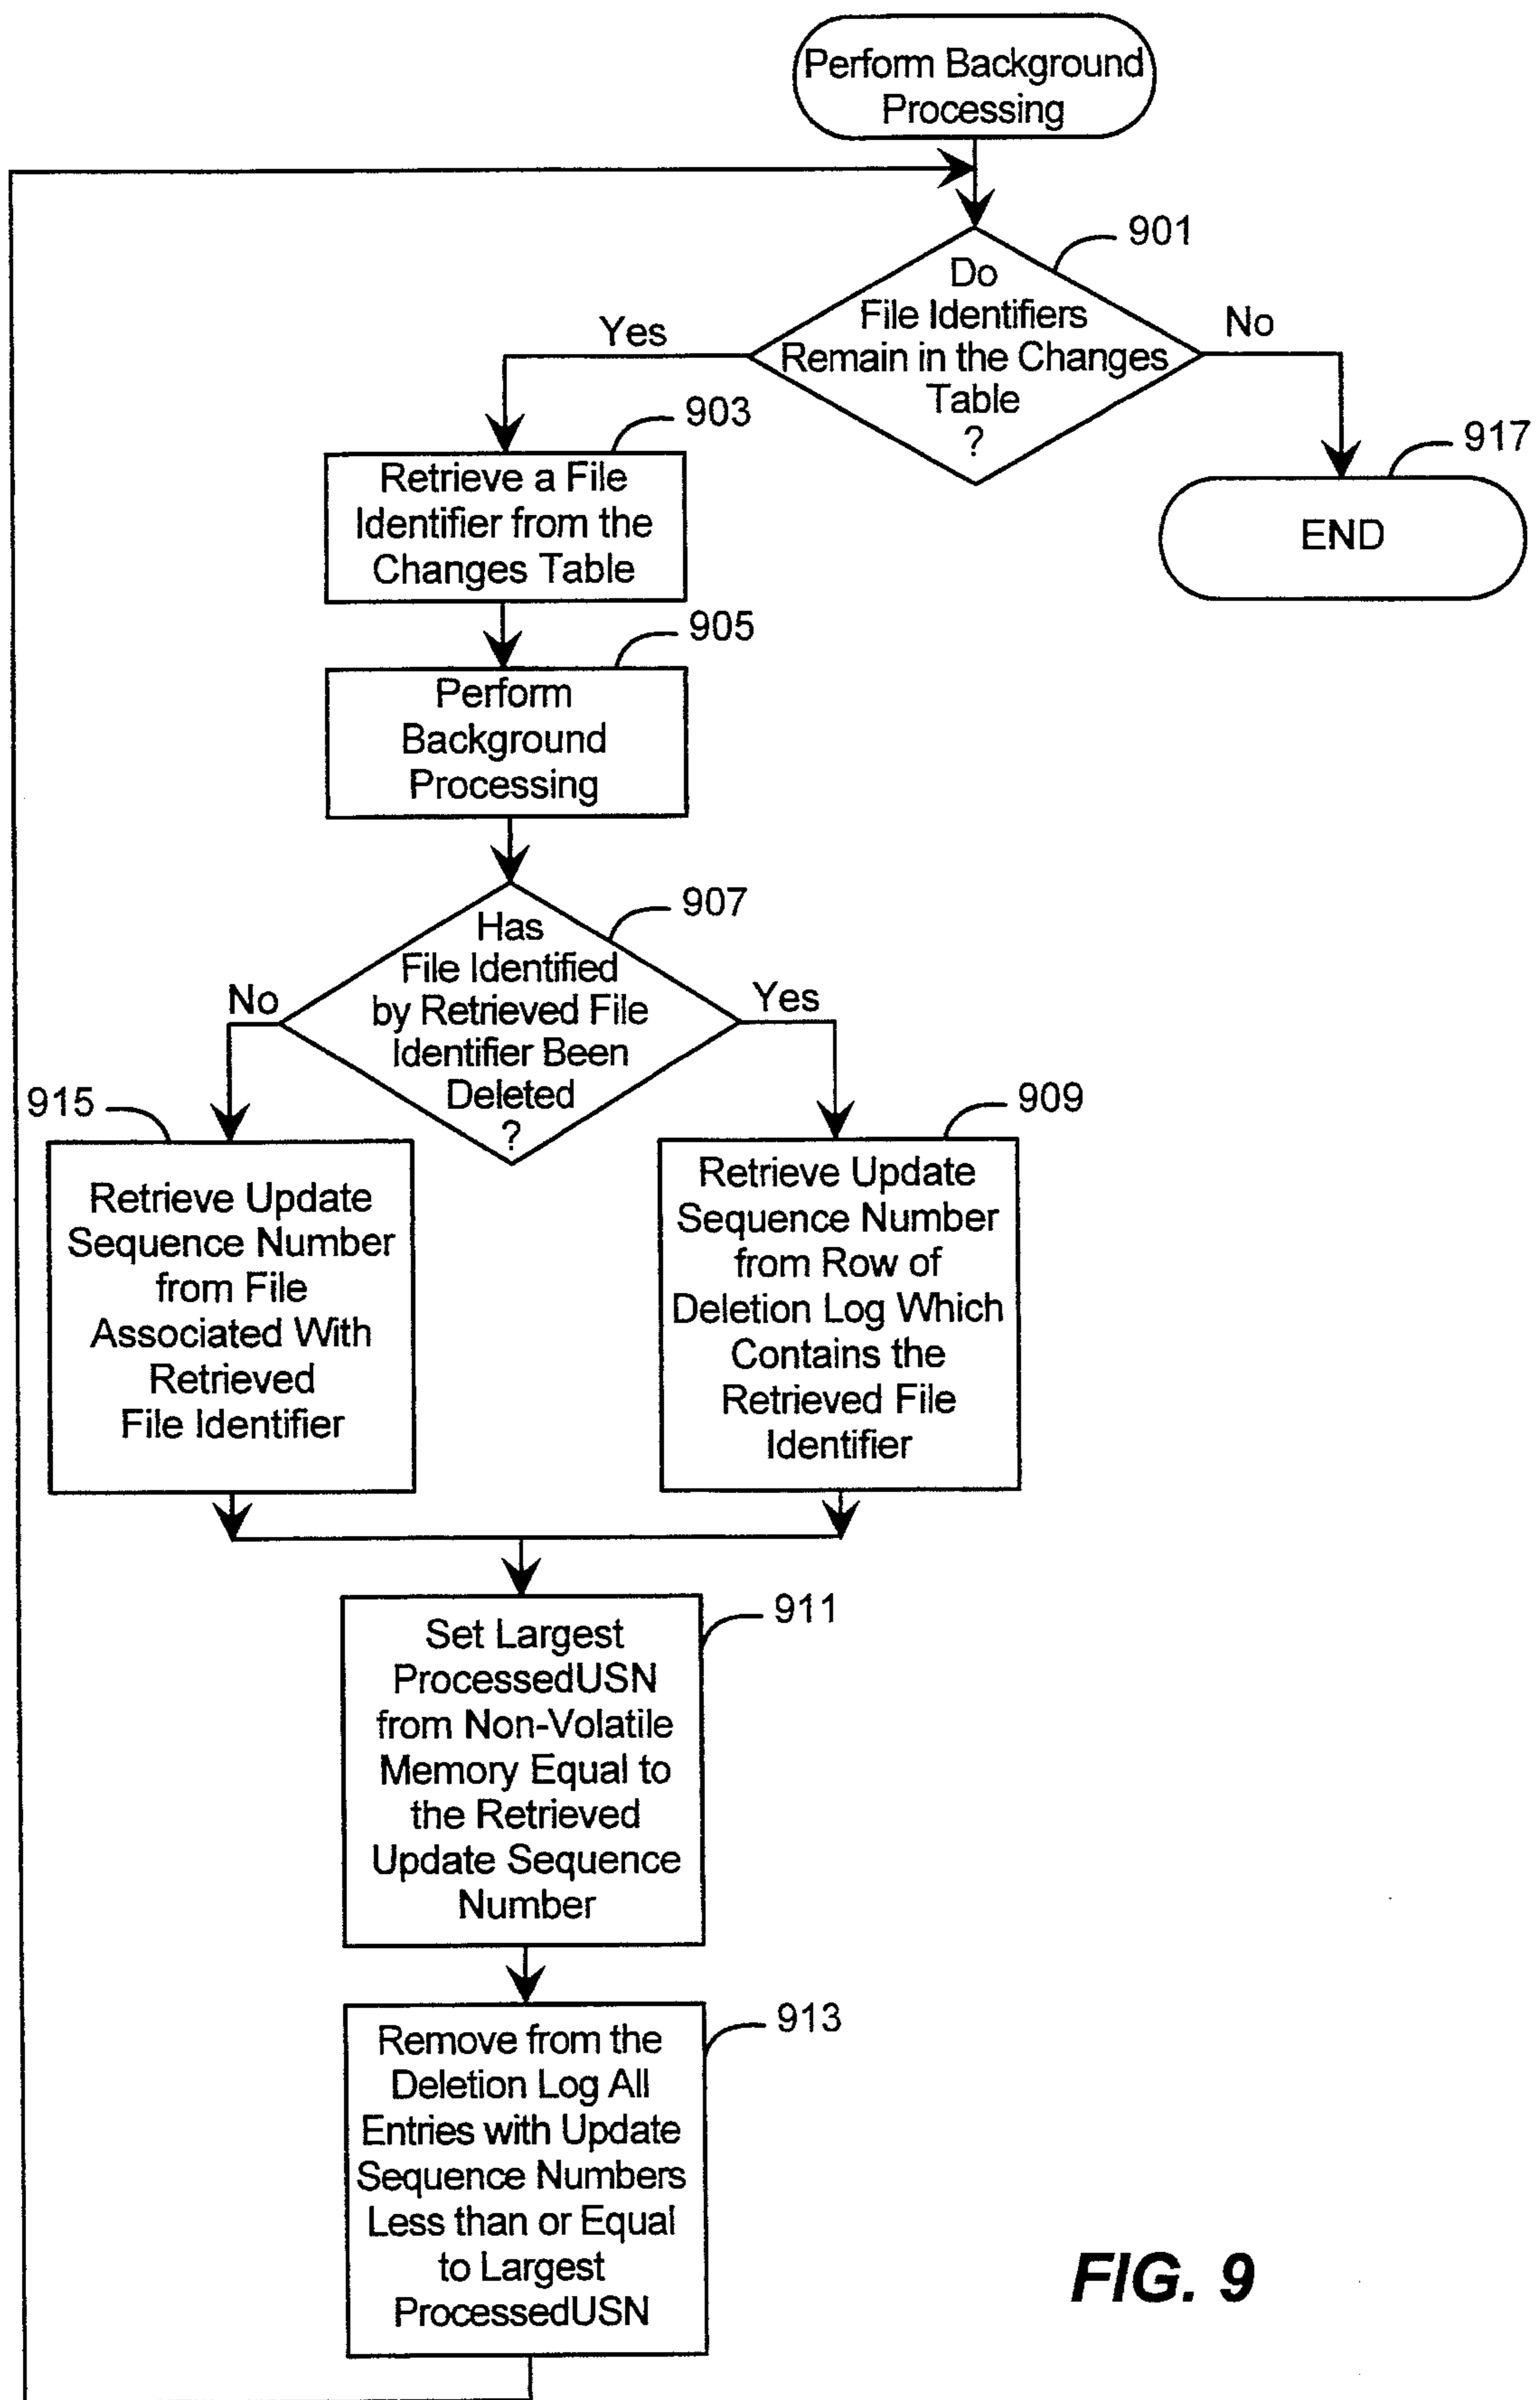 Perform Background
Processing
901
Do
File Identifiers
Remain in the Changes
Table
?
Yes
No
903
Retrieve a File
Identifier from the
Changes Table
917
END
905
Perform
Background
Processing
907
Has
File Identified
by Retrieved File
Identifier Been
Deleted
?
No
Yes
915
Retrieve Update
Sequence Number
from File
Associated With
Retrieved
File Identifier
909
Retrieve Update
Sequence Number
from Row of
Deletion Log Which
Contains the
Retrieved File
Identifier
911
Set Largest
ProcessedUSN
from Non-Volatile
Memory Equal to
the Retrieved
Update Sequence
Number
913
Remove from the
Deletion Log All
Entries with Update
Sequence Numbers
Less than or Equal
to Largest
ProcessedUSN
FIG. 9